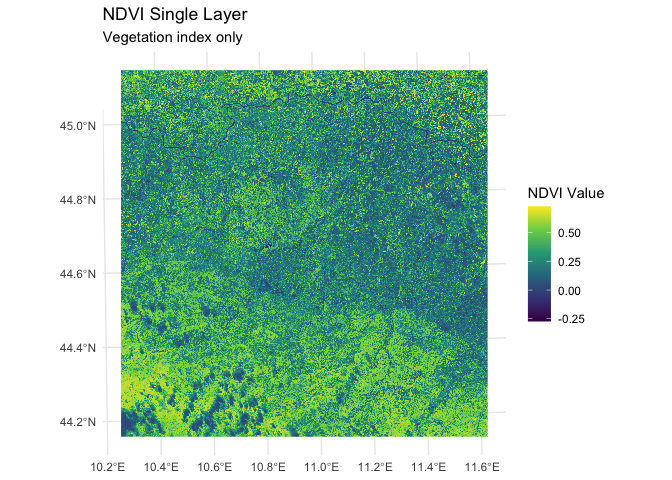 NDVI Single Layer
Vegetation index only
45.0°N
44.8°N
44.6°N
44.4°N
44.2°N
10.2°E 10.4°E 10.6°E 10.8°E 11.0°E 11.2°E 11.4°E 11.6°E
NDVI Value
0.50
0.25
0.00
-0.25